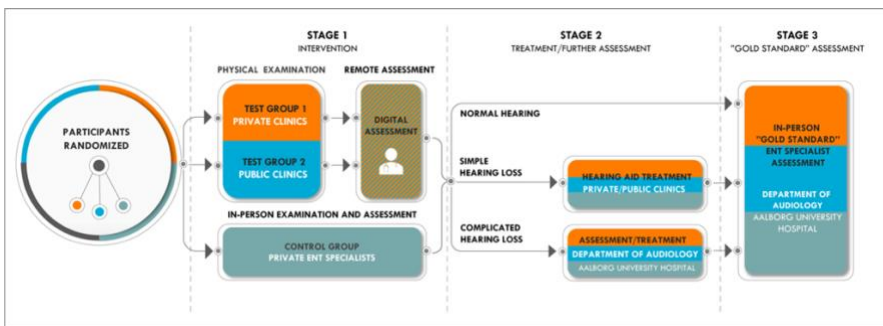 STAGE 1
INTERVENTION
STAGE 2
TREATMENT/FURTHER ASSESSMENT
STAGE 3
"GOLD STANDARD" ASSESSMENT
PARTICIPANTS
RANDOMIZED
PHYSICAL EXAMINATION
REMOTE ASSESSMENT
TEST GROUP 1
PRIVATE CLINICS
TEST GROUP 2
PUBLIC CLINICS
DIGITAL
ASSESSMENT
IN-PERSON EXAMINATION AND ASSESSMENT
CONTROL GROUP
PRIVATE ENT SPECIALISTS
NORMAL HEARING
SIMPLE
HEARING LOSS
HEARING AID TREATMENT
PRIVATE/PUBLIC CLINICS
COMPLICATED
HEARING LOSS
ASSESSMENT/TREATMENT
DEPARTMENT OF AUDIOLOGY
AALBORG UNIVERSITY HOSPITAL
IN-PERSON
"GOLD STANDARD"
ENT SPECIALIST
ASSESSMENT
DEPARTMENT OF
AUDIOLOGY
AALBORG UNIVERSITY
HOSPITAL